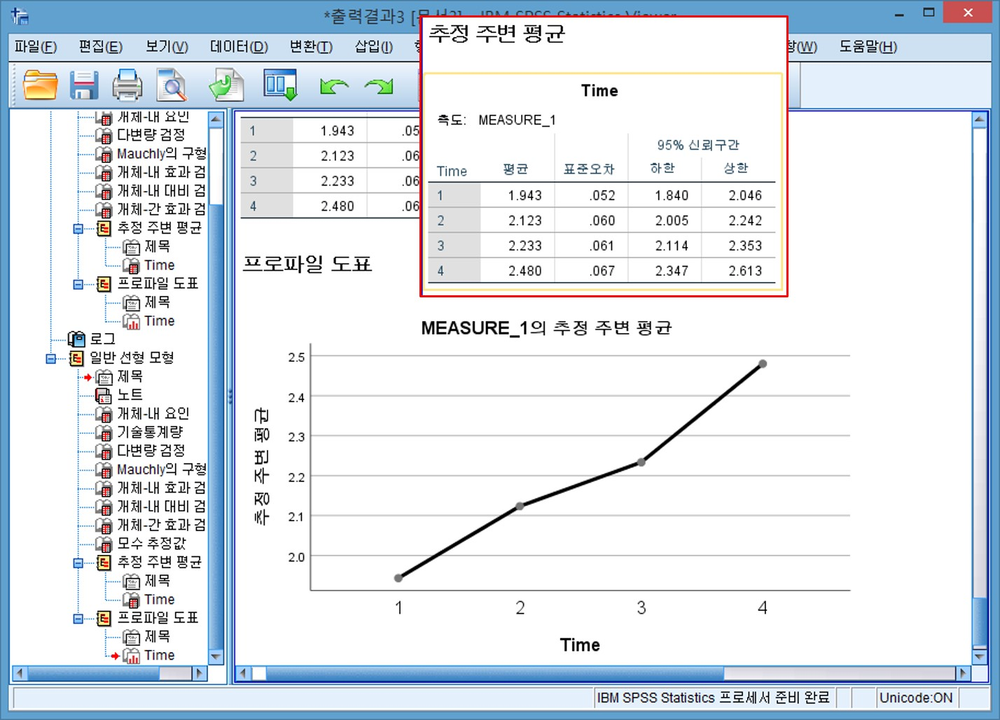 *출력결과3 [문서3] - IBM SPSS Statistics Viewer
파일(F) 편집(E) 보기(V) 데이터(D) 변환(T) 삽입(I) 창(W) 도움말(H)
개체-내 요인
다변량 검정
Mauchly의 구형
개체-내 효과 검
개체-내 대비 검
개체-간 효과 검
추정 주변 평균
제목
Time
프로파일 도표
제목
Time
로그
일반 선형 모형
제목
노트
개체-내 요인
기술통계량
다변량 검정
Mauchly의 구형
개체-내 효과 검
개체-내 대비 검
개체-간 효과 검
모수 추정값
추정 주변 평균
제목
Time
프로파일 도표
제목
Time
1 1.943 .05
2 2.123 .06
3 2.233 .06
4 2.480 .06
추정 주변 평균
Time
측도: MEASURE_1
95% 신뢰구간
Time 평균 표준오차 하한 상한
1 1.943 .052 1.840 2.046
2 2.123 .060 2.005 2.242
3 2.233 .061 2.114 2.353
4 2.480 .067 2.347 2.613
프로파일 도표
MEASURE_1의 추정 주변 평균
추정 주변 평균
2.5
2.4
2.3
2.2
2.1
2.0
1 2 3 4
Time
IBM SPSS Statistics 프로세서 준비 완료 Unicode:ON